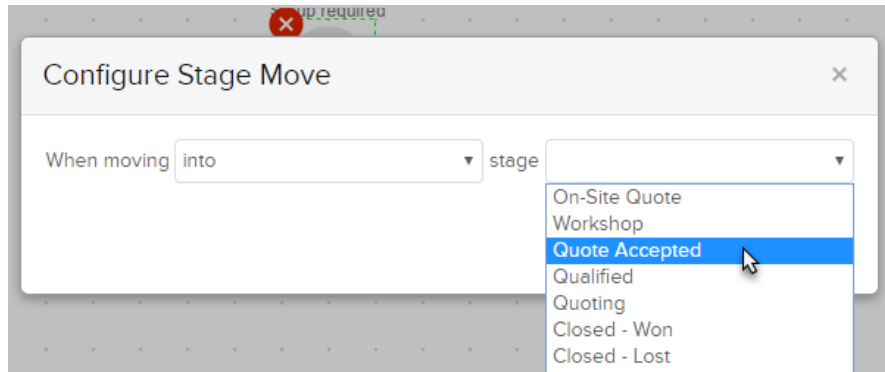 required
Configure Stage Move
×
When moving into stage
On-Site Quote
Workshop
Quote Accepted
Qualified
Quoting
Closed - Won
Closed - Lost